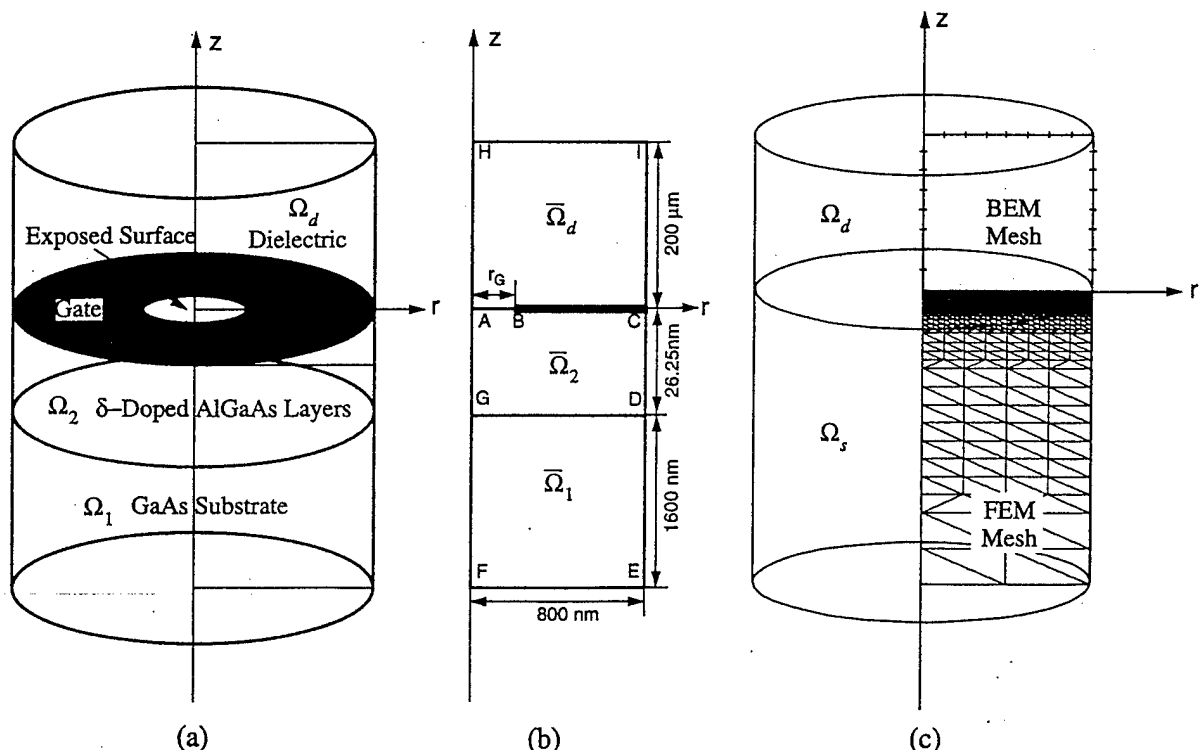 z
Ω_d
Dielectric
Exposed Surface
Gate
r
Ω_2 δ–Doped AlGaAs Layers
Ω_1 GaAs Substrate
(a)
z
H
I
Ω̅_d
200 µm
r_G
A
B
C
r
Ω̅_2
26.25nm
G
D
Ω̅_1
1600 nm
F
E
800 nm
(b)
z
Ω_d
BEM
Mesh
r
Ω_s
FEM
Mesh
(c)